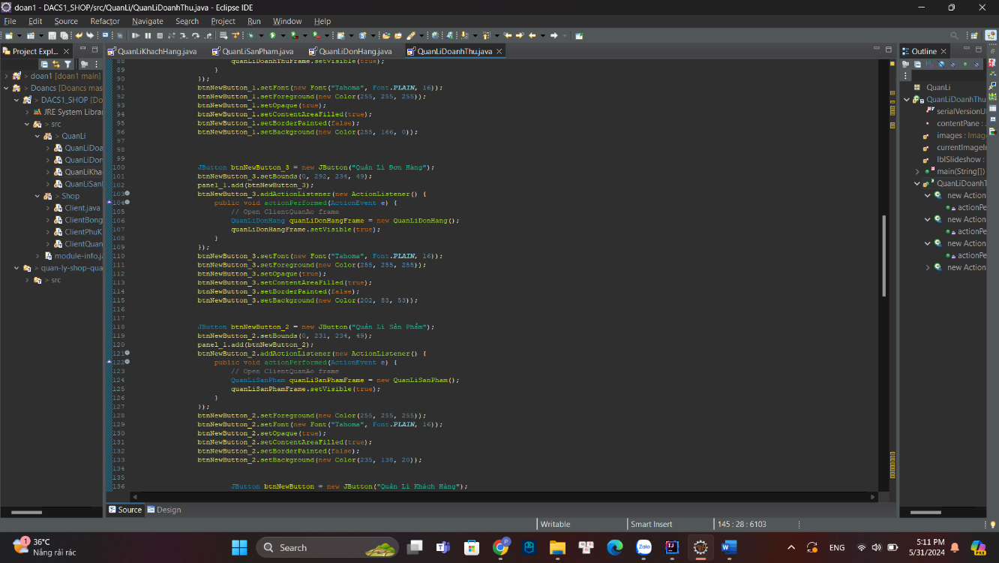 doan1 - DACS1_SHOP/src/QuanLi/QuanLiDoanhThu.java - Eclipse IDE
File Edit Source Refactor Navigate Search Project Run Window Help
Project Expl...
QuanLiKhachHang.java QuanLiSanPham.java QuanLiDonHang.java QuanLiDoanhThu.java
Outline
> doan1 [doan1 main]
> Doancs [Doancs mas
> DACS1_SHOP [Do
JRE System Librar
> src
> QuanLi
QuanLiDoa
QuanLiDon
QuanLiKha
QuanLiSanl
> Shop
Client.java
ClientBong
ClientPhuK
ClientQuan
module-info.ja
> quan-ly-shop-qua
> src
88 quanLiDoanhThuFrame.setVisible(true);
89 }
90 });
91 btnNewButton_1.setFont(new Font("Tahoma", Font.PLAIN, 16));
92 btnNewButton_1.setForeground(new Color(255, 255, 255));
93 btnNewButton_1.setOpaque(true);
94 btnNewButton_1.setContentAreaFilled(true);
95 btnNewButton_1.setBorderPainted(false);
96 btnNewButton_1.setBackground(new Color(255, 166, 0));
97
98
99
100 JButton btnNewButton_3 = new JButton("Quản Lí Đơn Hàng");
101 btnNewButton_3.setBounds(0, 292, 234, 49);
102 panel_1.add(btnNewButton_3);
103 btnNewButton_3.addActionListener(new ActionListener() {
104 public void actionPerformed(ActionEvent e) {
105 // Open ClientQuanAo frame
106 QuanLiDonHang quanLiDonHangFrame = new QuanLiDonHang();
107 quanLiDonHangFrame.setVisible(true);
108 }
109 });
110 btnNewButton_3.setFont(new Font("Tahoma", Font.PLAIN, 16));
111 btnNewButton_3.setForeground(new Color(255, 255, 255));
112 btnNewButton_3.setOpaque(true);
113 btnNewButton_3.setContentAreaFilled(true);
114 btnNewButton_3.setBorderPainted(false);
115 btnNewButton_3.setBackground(new Color(202, 83, 53));
116
117
118 JButton btnNewButton_2 = new JButton("Quản Lí Sản Phẩm");
119 btnNewButton_2.setBounds(0, 231, 234, 49);
120 panel_1.add(btnNewButton_2);
121 btnNewButton_2.addActionListener(new ActionListener() {
122 public void actionPerformed(ActionEvent e) {
123 // Open ClientQuanAo frame
124 QuanLiSanPham quanLiSanPhamFrame = new QuanLiSanPham();
125 quanLiSanPhamFrame.setVisible(true);
126 }
127 });
128 btnNewButton_2.setForeground(new Color(255, 255, 255));
129 btnNewButton_2.setFont(new Font("Tahoma", Font.PLAIN, 16));
130 btnNewButton_2.setOpaque(true);
131 btnNewButton_2.setContentAreaFilled(true);
132 btnNewButton_2.setBorderPainted(false);
133 btnNewButton_2.setBackground(new Color(235, 138, 20));
134
135
136 JButton btnNewButton = new JButton("Quản Lí Khách Hàng");
QuanLi
QuanLiDoanhThu
serialVersionU
contentPane :
images : Image
currentImageIn
lblSlideshow :
main(String[])
QuanLiDoanhT
new Action
actionPe
new Action
actionPe
new Action
actionPe
new Action
Source Design
Writable Smart Insert 145 : 28 : 6103
1
36°C
Nắng rải rác
Search
Zalo
PRE
ENG
5:11 PM
5/31/2024